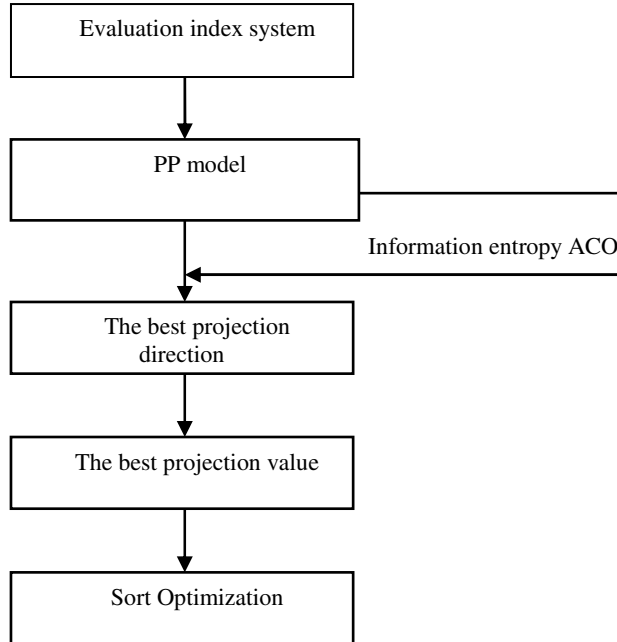 Evaluation index system
PP model
Information entropy ACO
The best projection
direction
The best projection value
Sort Optimization